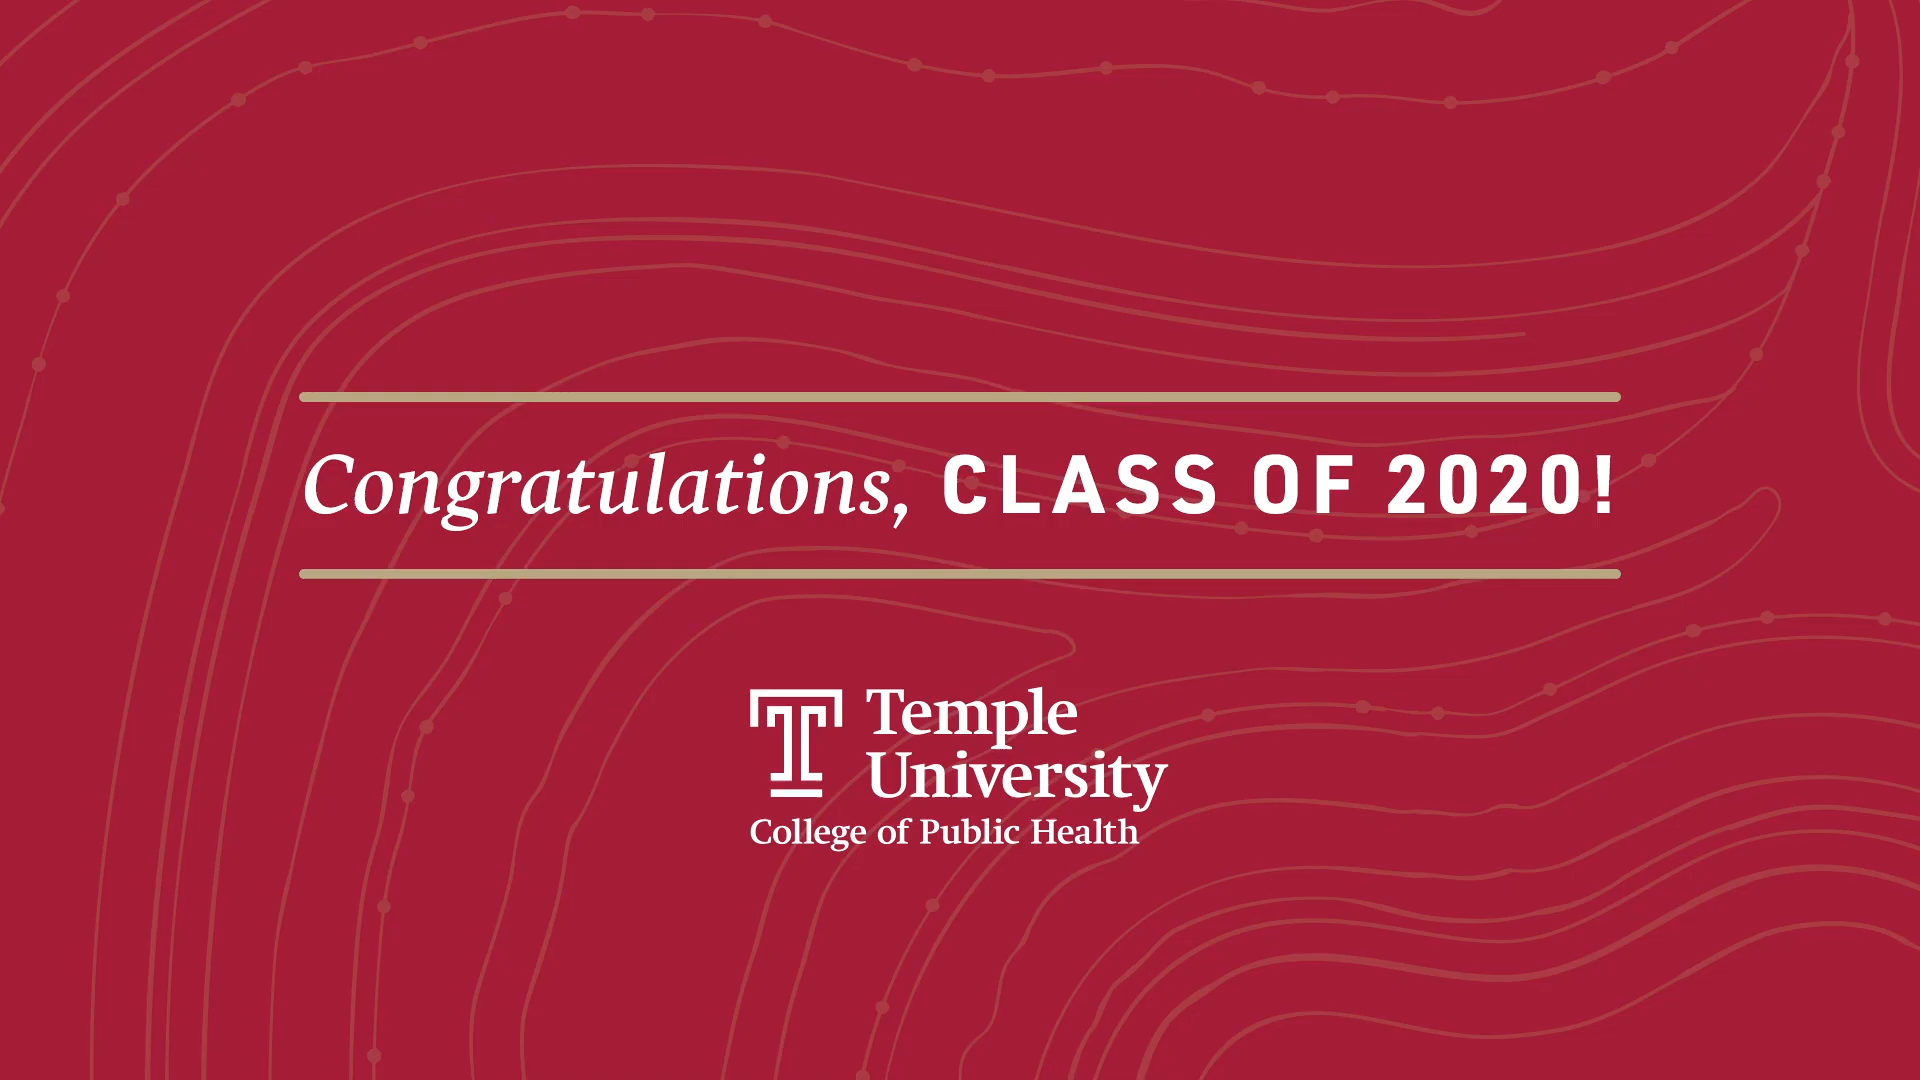 Congratulations, CLASS OF 2020!
Temple
University
College of Public Health